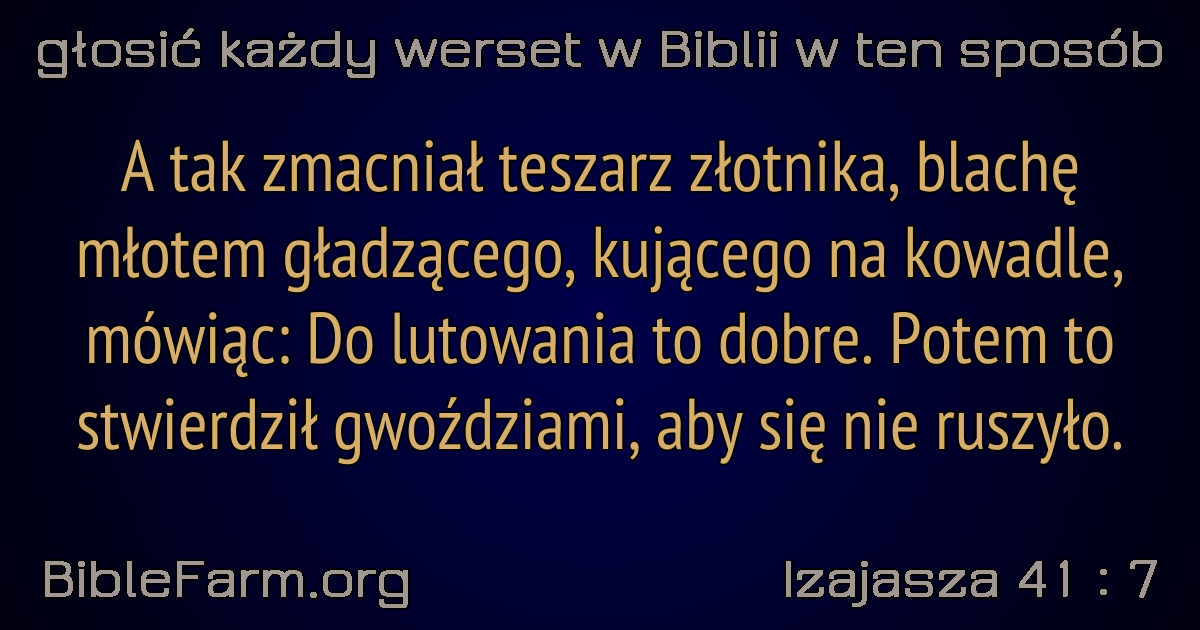 głosić każdy werset w Biblii w ten sposób
A tak zmacniał teszarz złotnika, blachę
młotem gładzącego, kującego na kowadle,
mówiąc: Do lutowania to dobre. Potem to
stwierdził gwoździami, aby się nie ruszyło.
BibleFarm.org
Izajasza 41 : 7